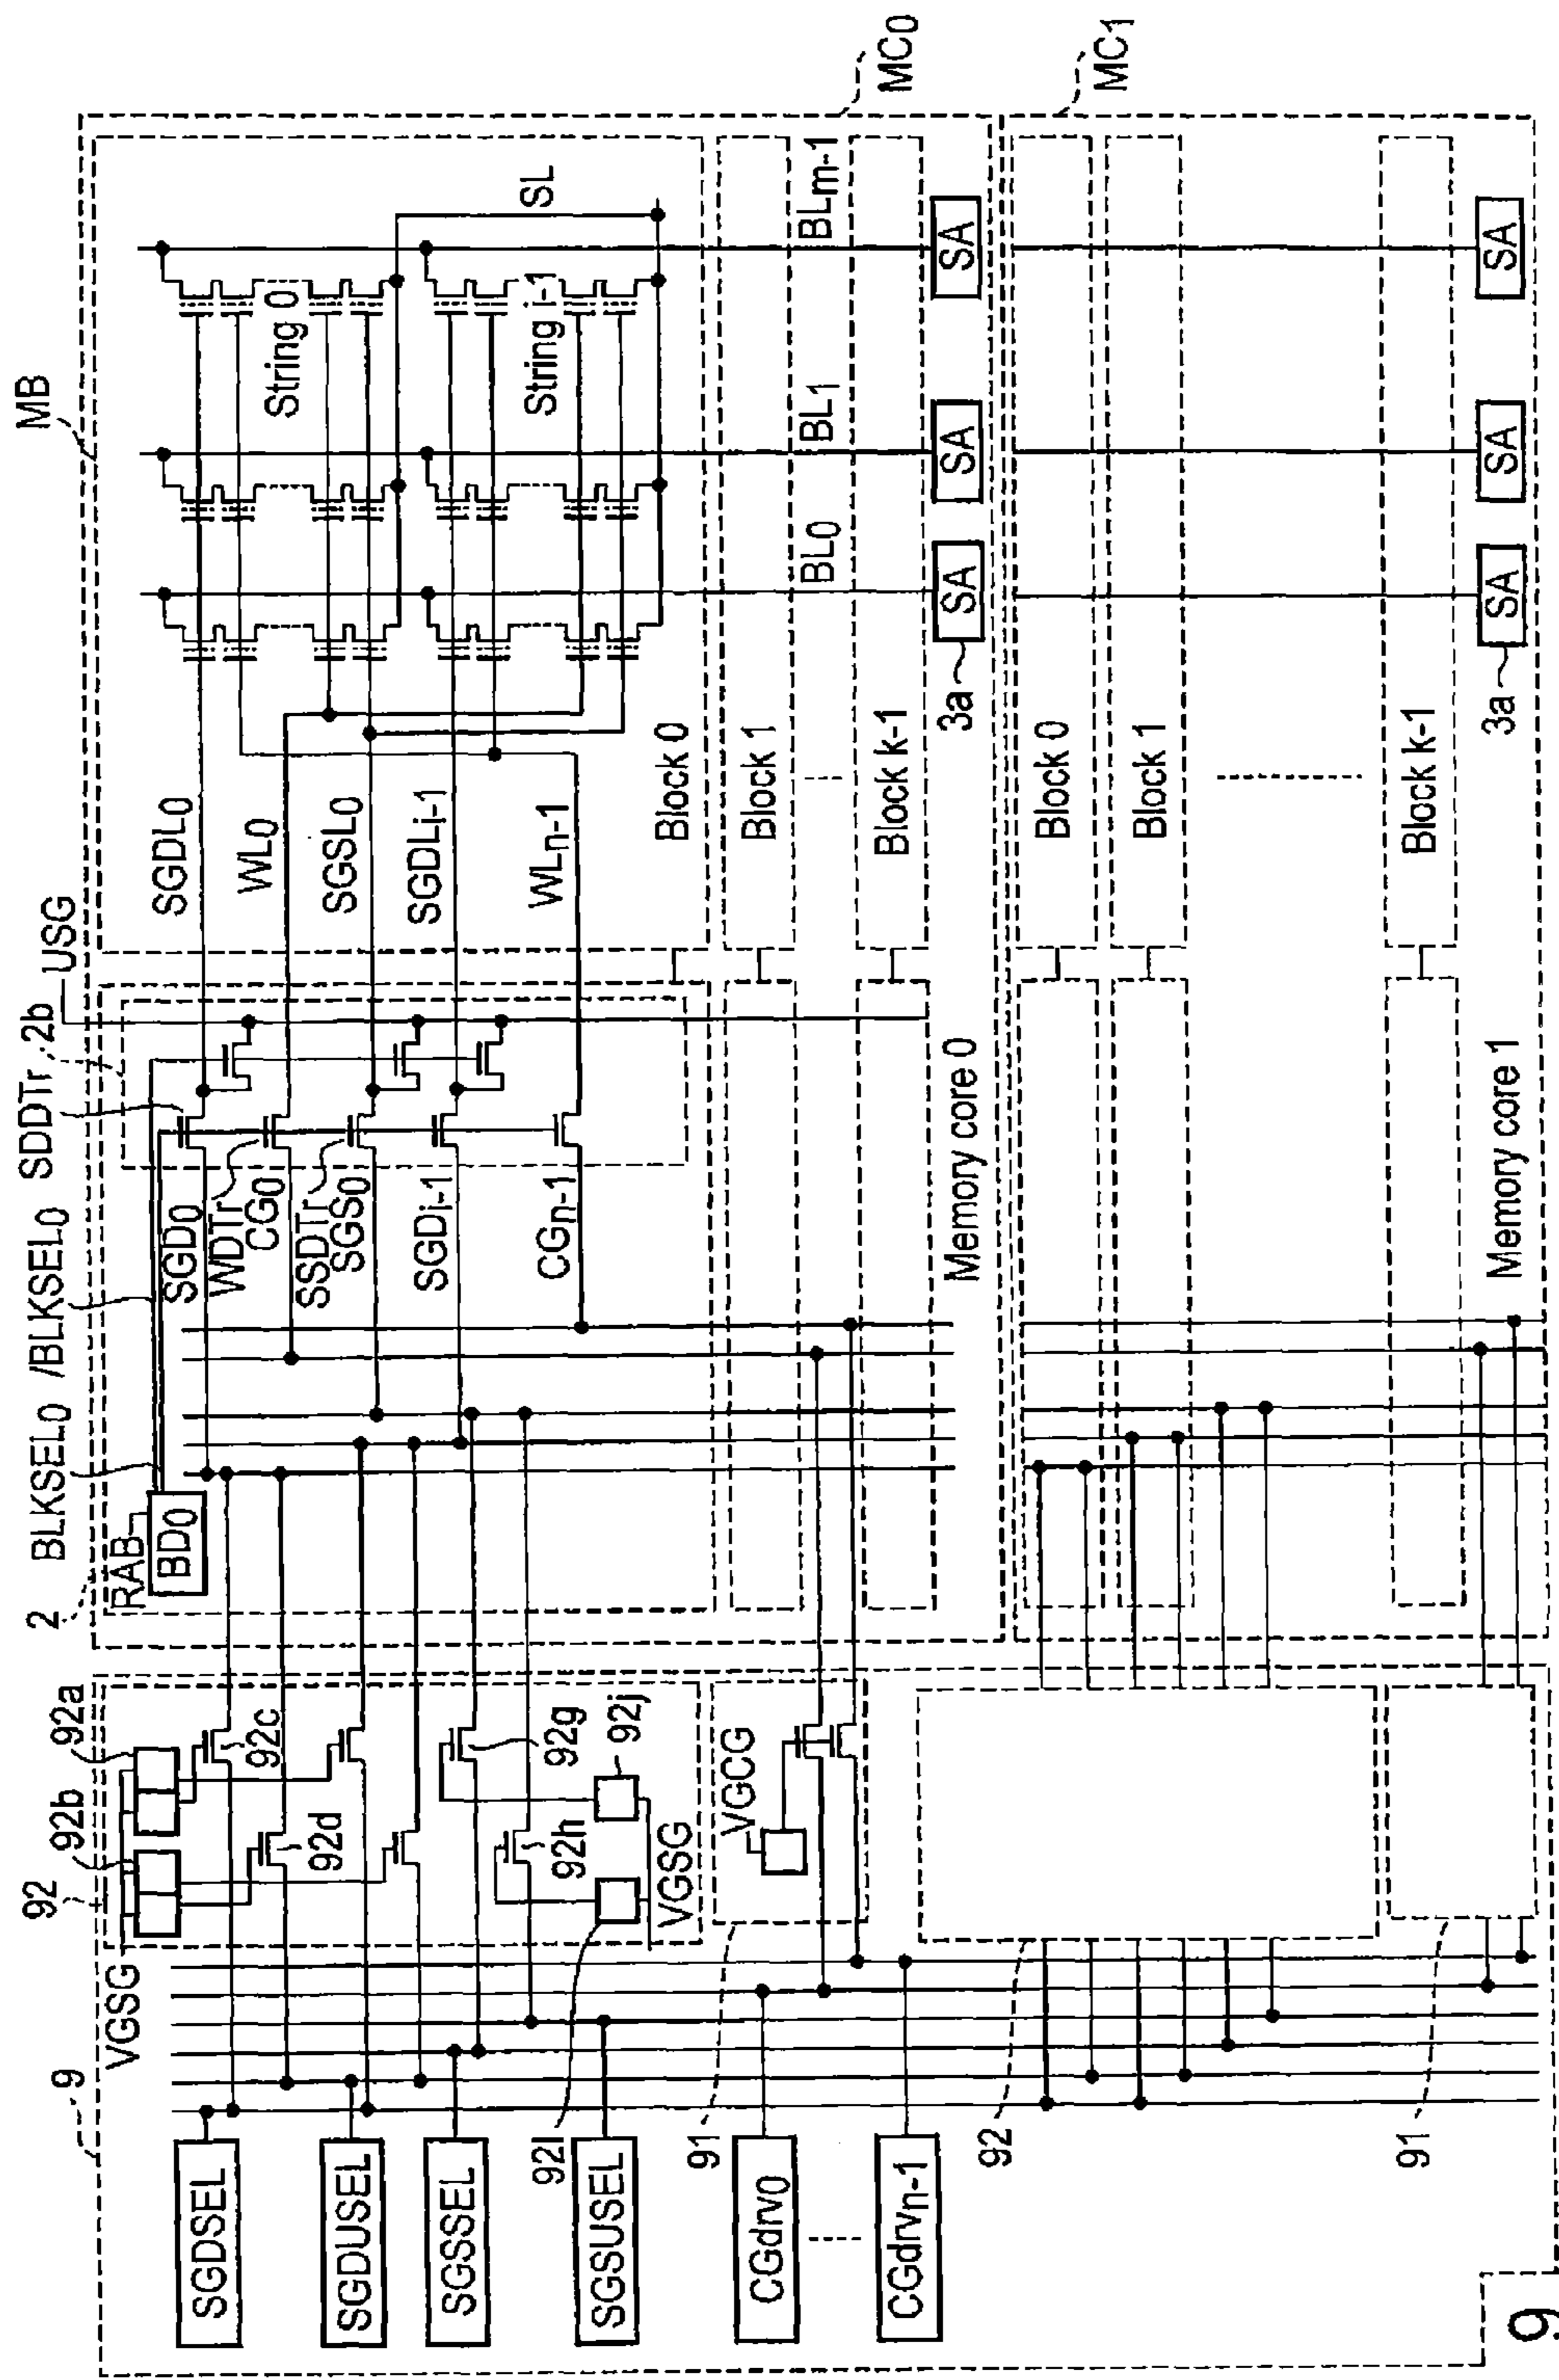 MB
MC0
MC1
SL
BLm-1
SA
SA
String 0
String i-1
BL1
SA
SA
BL0
SA
SA
3a
3a
SGDL0
WL0
SGSL0
SGDLi-1
WLn-1
Block 0
Block 1
Block k-1
Block 0
Block 1
Block k-1
USG
2b
SDDTr
BLKSEL0 /BLKSEL0
SGD0
WDTr
CG0
SSDTr
SGS0
SGDi-1
CGn-1
Memory core 0
Memory core 1
2
RAB
BD0
92a
92b
92
92c
92d
92g
92h
92j
92i
VGSG
VGSG
VGCG
91
92
91
9
SGDSEL
SGDUSEL
SGSSEL
SGSUSEL
CGdrv0
CGdrvn-1
9